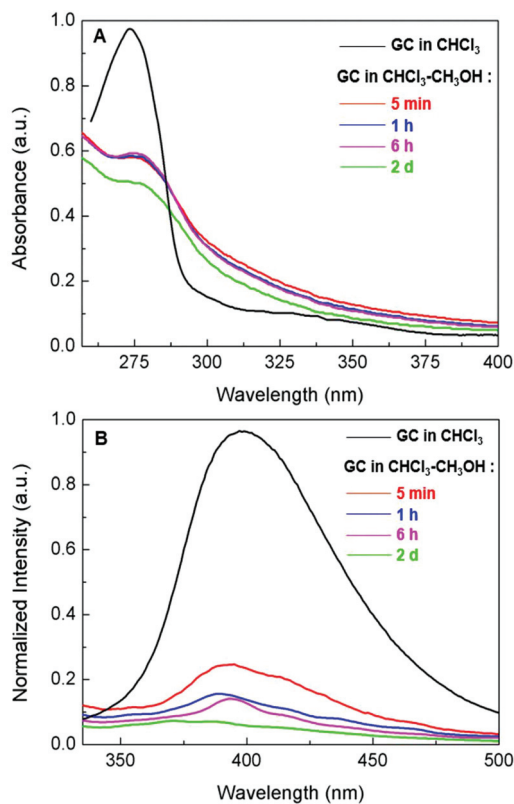 A
GC in CHCl₃
GC in CHCl₃-CH₃OH :
5 min
1 h
6 h
2 d
1.0
0.8
0.6
0.4
0.2
0.0
Absorbance (a.u.)
275 300 325 350 375 400
Wavelength (nm)
B
GC in CHCl₃
GC in CHCl₃-CH₃OH :
5 min
1 h
6 h
2 d
1.0
0.8
0.6
0.4
0.2
0.0
Normalized Intensity (a.u.)
350 400 450 500
Wavelength (nm)